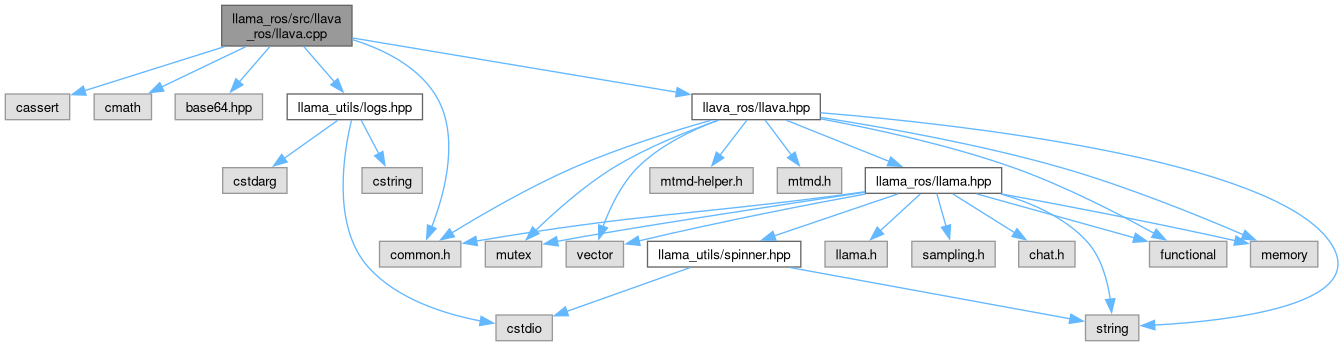 llama_ros/src/llava
_ros/llava.cpp
cassert
cmath
base64.hpp
llama_utils/logs.hpp
llava_ros/llava.hpp
cstdarg
cstring
mtmd-helper.h
mtmd.h
llama_ros/llama.hpp
common.h
mutex
vector
llama_utils/spinner.hpp
llama.h
sampling.h
chat.h
functional
memory
cstdio
string